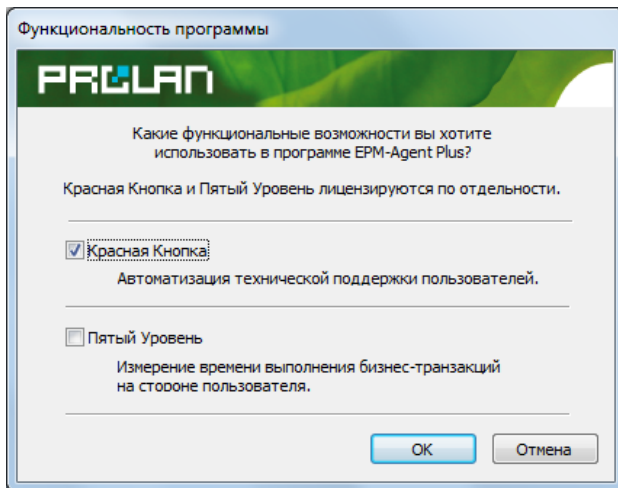 Функциональность программы
PROLAN
Какие функциональные возможности вы хотите
использовать в программе EPM-Agent Plus?
Красная Кнопка и Пятый Уровень лицензируются по отдельности.
Красная Кнопка
Автоматизация технической поддержки пользователей.
Пятый Уровень
Измерение времени выполнения бизнес-транзакций
на стороне пользователя.
OK
Отмена